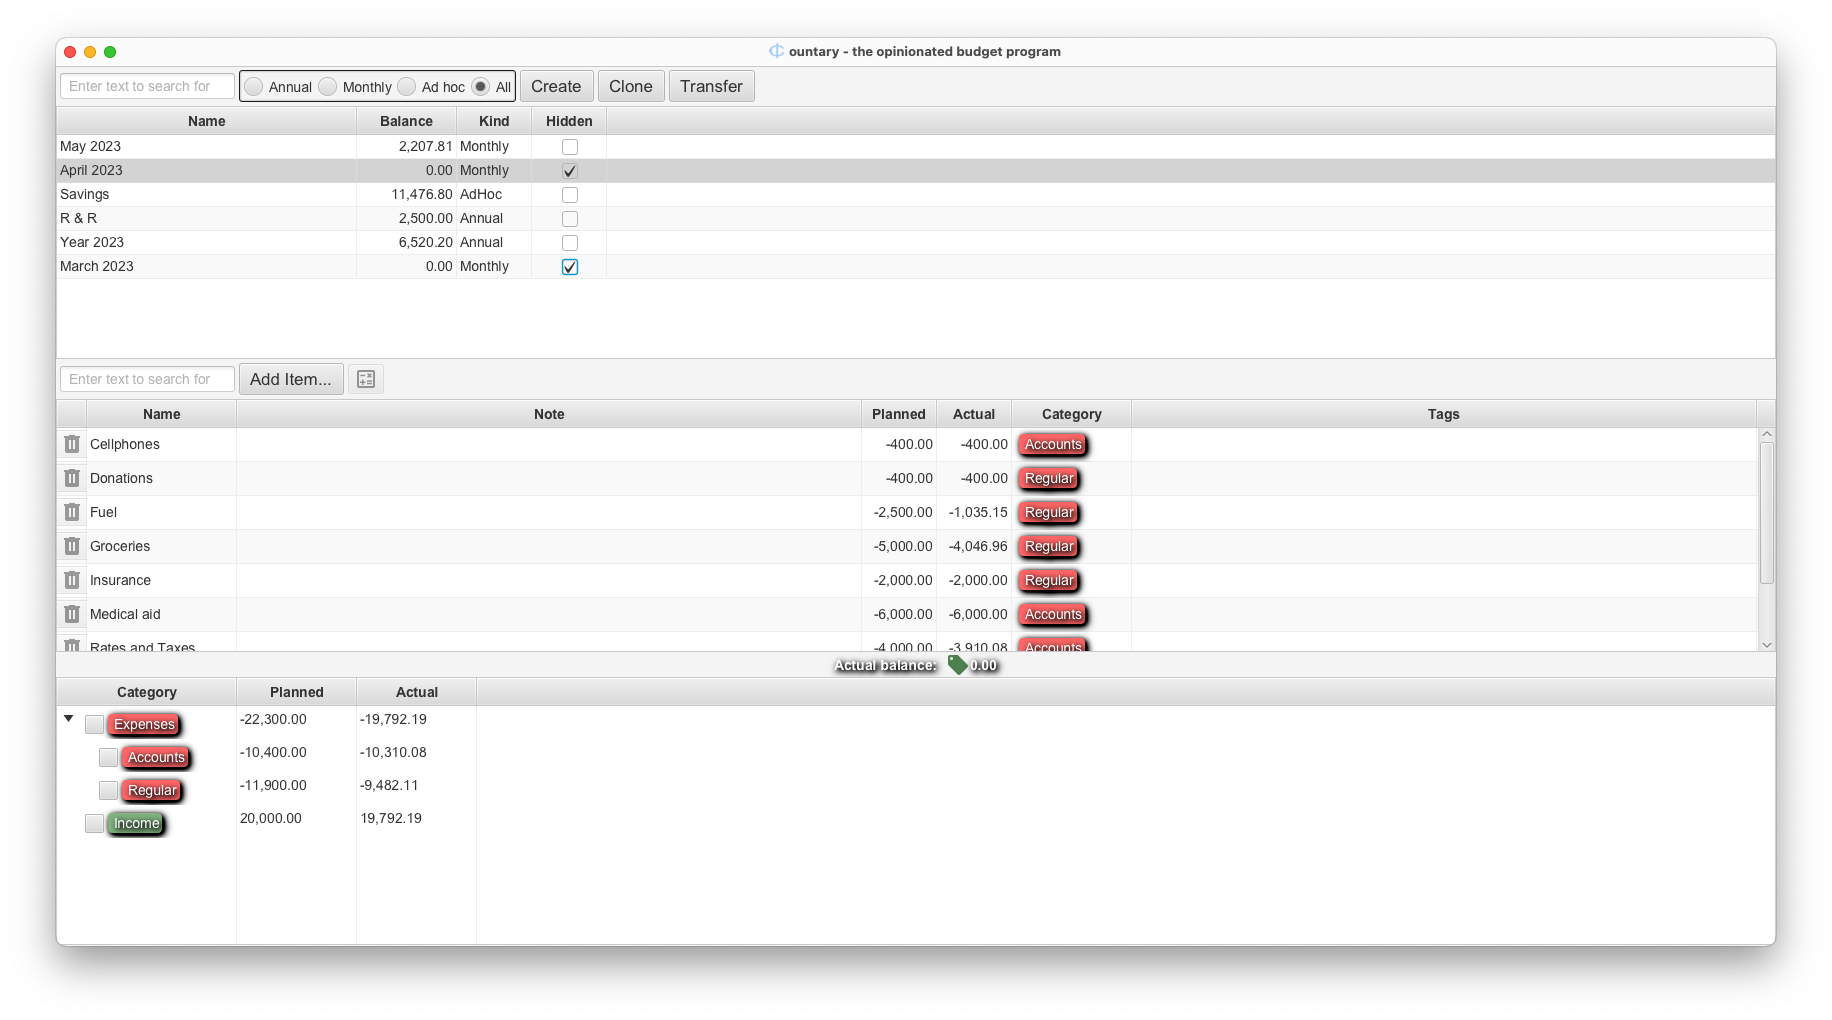 ountary - the opinionated budget program
Enter text to search for Annual Monthly Ad hoc All Create Clone Transfer
Name Balance Kind Hidden
May 2023 2,207.81 Monthly
April 2023 0.00 Monthly
Savings 11,476.80 AdHoc
R & R 2,500.00 Annual
Year 2023 6,520.20 Annual
March 2023 0.00 Monthly
Enter text to search for Add Item...
Name Note Planned Actual Category Tags
Cellphones -400.00 -400.00 Accounts
Donations -400.00 -400.00 Regular
Fuel -2,500.00 -1,035.15 Regular
Groceries -5,000.00 -4,046.96 Regular
Insurance -2,000.00 -2,000.00 Regular
Medical aid -6,000.00 -6,000.00 Accounts
Rates and Taxes -4,000.00 -3,910.08 Accounts
Actual balance: 0.00
Category Planned Actual
Expenses -22,300.00 -19,792.19
Accounts -10,400.00 -10,310.08
Regular -11,900.00 -9,482.11
Income 20,000.00 19,792.19